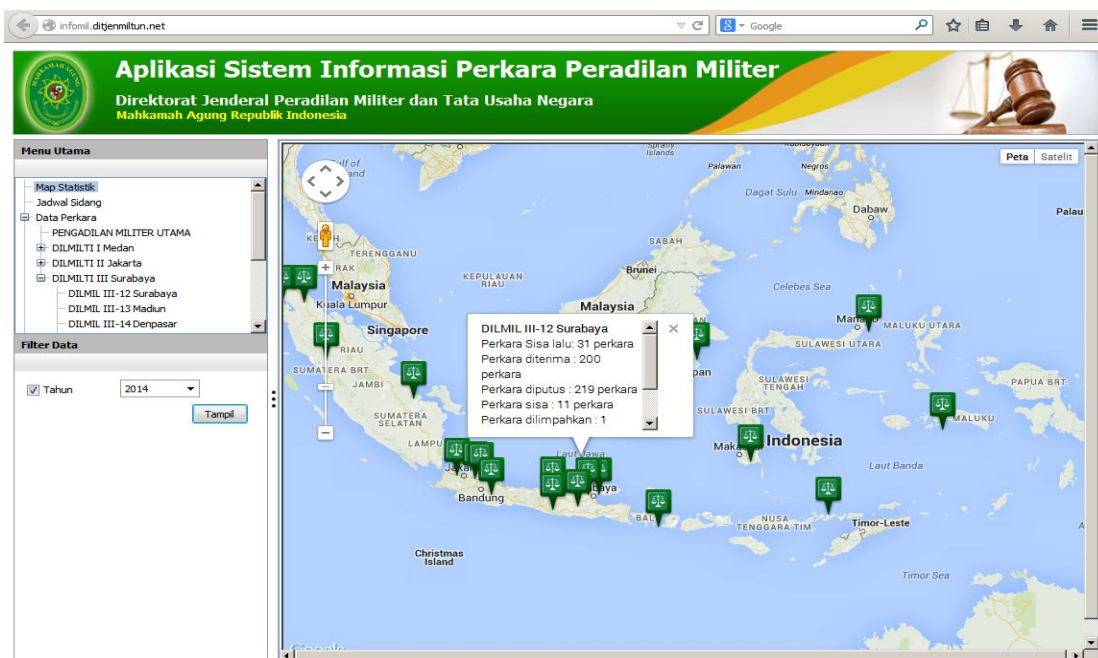 infomil.ditjenmiltun.net
Google
Aplikasi Sistem Informasi Perkara Peradilan Militer
Direktorat Jenderal Peradilan Militer dan Tata Usaha Negara
Mahkamah Agung Republik Indonesia
MAHKAMAH AGUNG
Menu Utama
Map Statistik
Jadwal Sidang
Data Perkara
PENGADILAN MILITER UTAMA
DILMILTI I Medan
DILMILTI II Jakarta
DILMILTI III Surabaya
DILMIL III-12 Surabaya
DILMIL III-13 Madiun
DILMIL III-14 Denpasar
Filter Data
Tahun
2014
Tampil
Peta Satelit
Spratly
Islands
Palawan
Negros
Dagat Sulu
Mindanao
Dabaw
Palau
TERENGGANU
SABAH
KEPULAUAN
RIAU
Brunei
Celebes Sea
Malaysia
Kuala Lumpur
Malaysia
Singapore
RIAU
SUMATERA BRT
JAMBI
SUMATERA
SELATAN
MALUKU UTARA
SULAWESI UTARA
SULAWESI
TENGAH
SULAWESI BRT
PAPUA BRT
MALUKU
DILMIL III-12 Surabaya
Perkara Sisa lalu: 31 perkara
Perkara diterima : 200
perkara
Perkara diputus : 219 perkara
Perkara sisa : 11 perkara
Perkara dilimpahkan : 1
Indonesia
Laut Jawa
Laut Banda
Bandung
NUSA
TENGGARA TIM
Timor-Leste
Christmas
Island
Timor Sea
Google